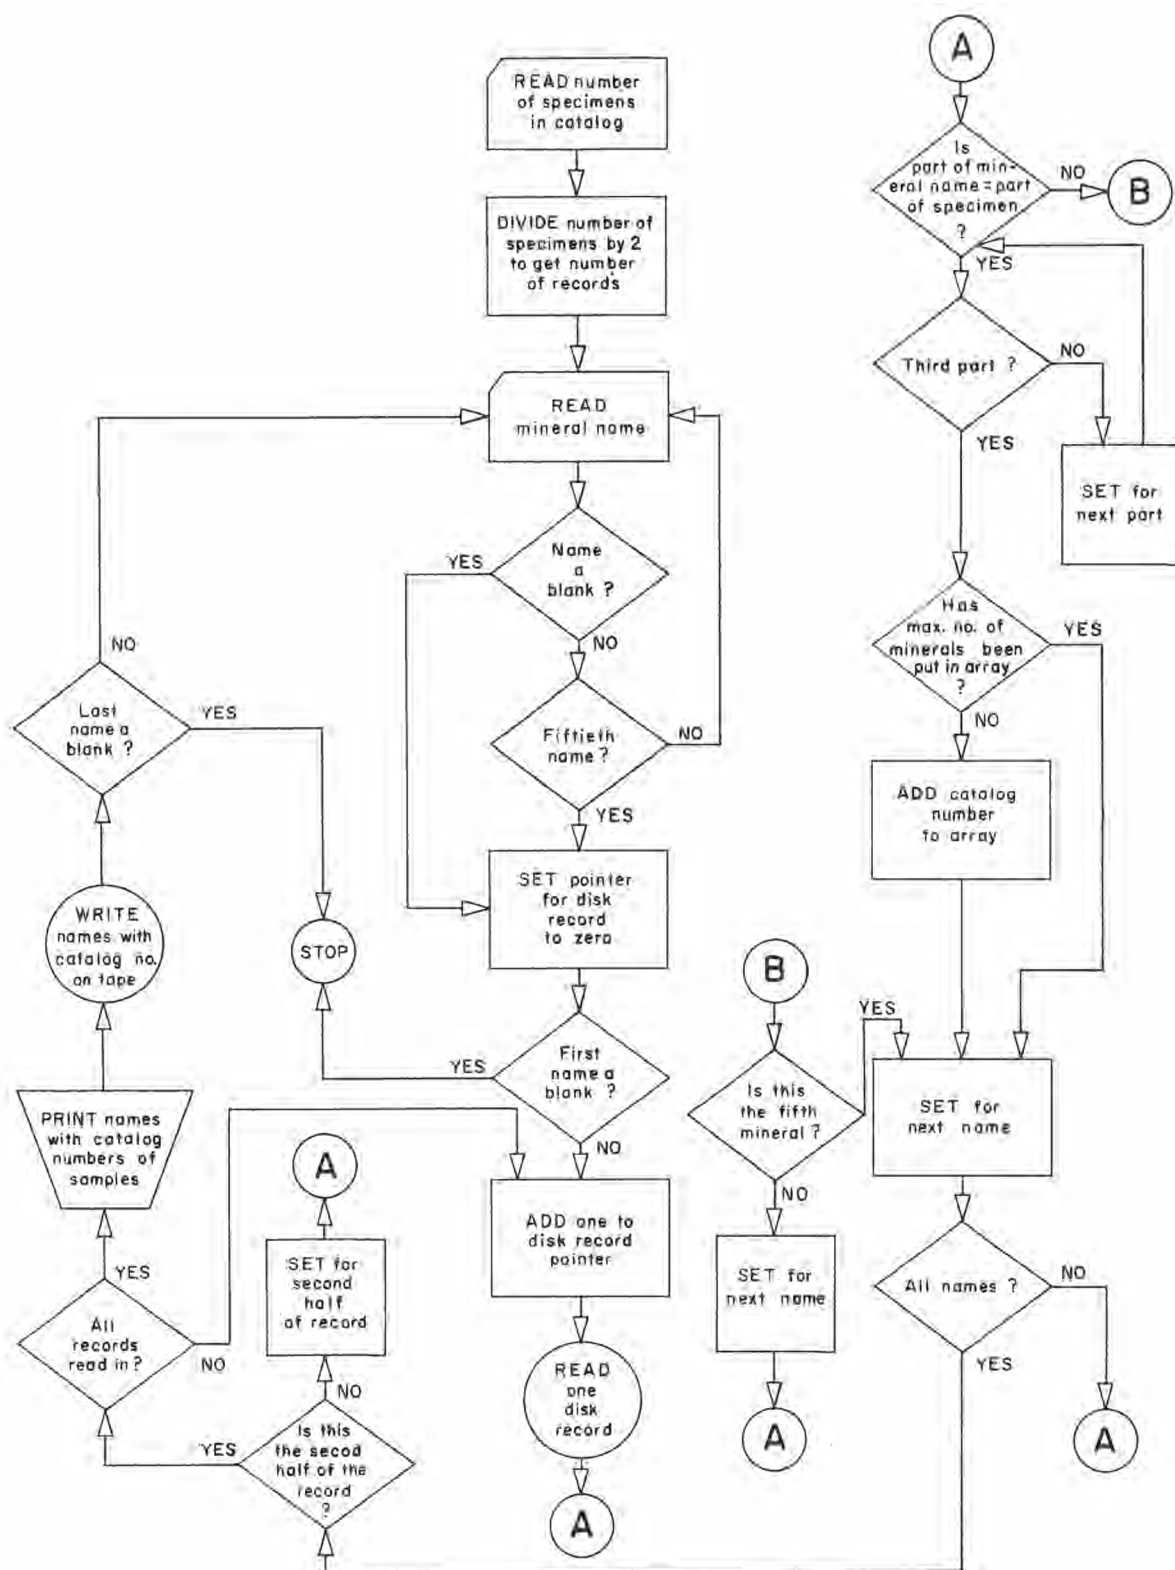 READ number
of specimens
in catalog
DIVIDE number of
specimens by 2
to get number
of records
READ
mineral name
Name
a
blank ?
YES
NO
Fiftieth
name ?
NO
YES
SET pointer
for disk
record
to zero
First
name a
blank ?
YES
NO
ADD one to
disk record
pointer
READ
one
disk
record
A
Last
name a
blank ?
NO
YES
STOP
WRITE
names with
catalog no.
on tape
PRINT names
with catalog
numbers of
samples
All
records
read in ?
YES
NO
A
SET for
second
half
of record
NO
Is this
the second
half of the
record
?
YES
A
Is
part of min-
eral name = part
of specimen
?
NO
B
YES
Third part ?
NO
YES
SET for
next part
Has
max. no. of
minerals been
put in array
?
YES
NO
ADD catalog
number
to array
B
Is this
the fifth
mineral ?
YES
NO
SET for
next name
A
SET for
next name
All names ?
NO
YES
A